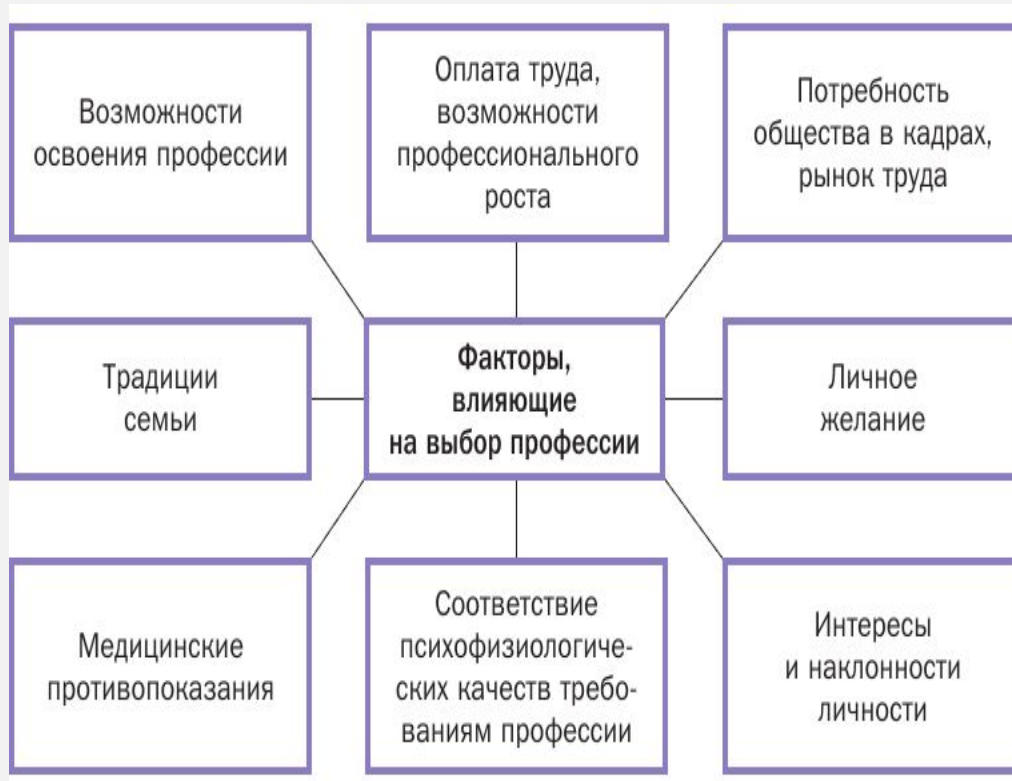 Возможности
освоения профессии
Оплата труда,
возможности
профессионального
роста
Потребность
общества в кадрах,
рынок труда
Традиции
семьи
Факторы,
влияющие
на выбор профессии
Личное
желание
Медицинские
противопоказания
Соответствие
психофизиологиче-
ских качеств требо-
ваниям профессии
Интересы
и наклонности
личности